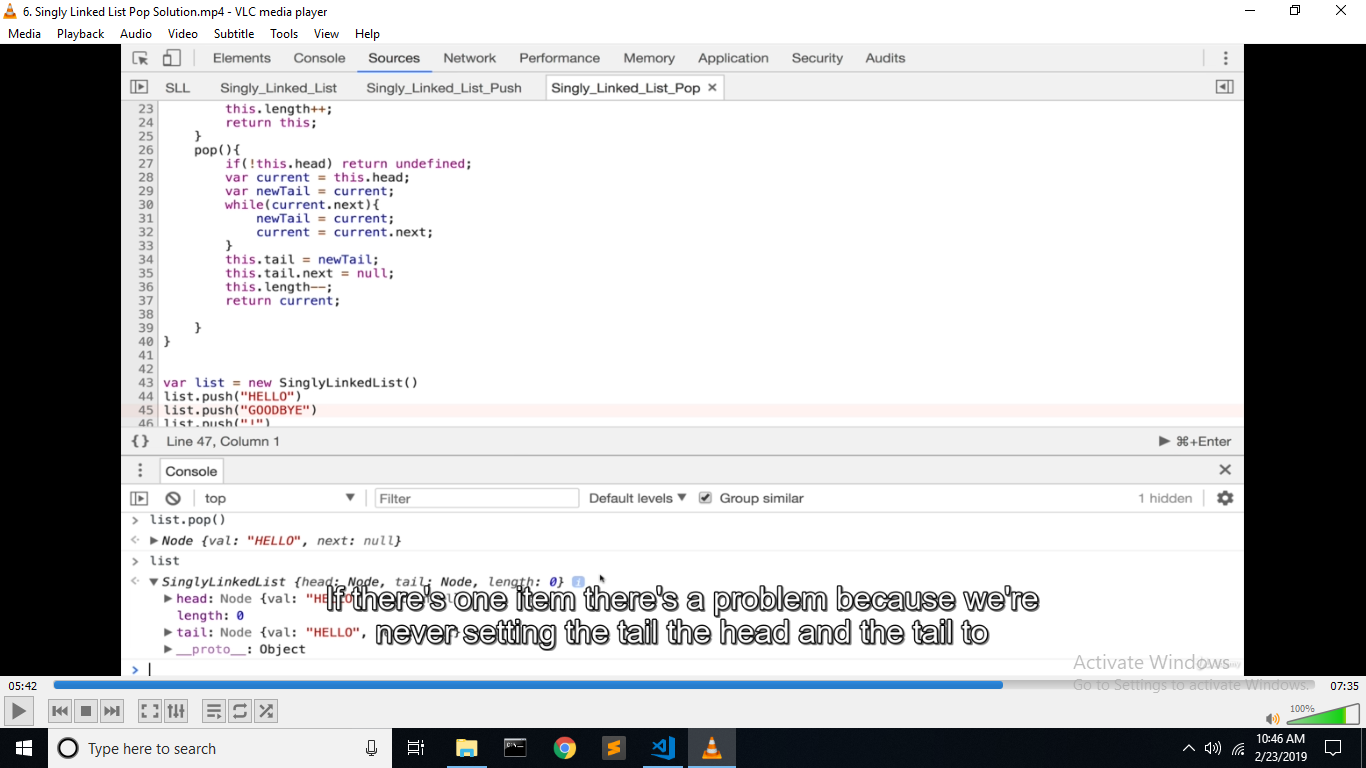 6. Singly Linked List Pop Solution.mp4 - VLC media player
Media Playback Audio Video Subtitle Tools View Help
Elements Console Sources Network Performance Memory Application Security Audits
SLL Singly_Linked_List Singly_Linked_List_Push Singly_Linked_List_Pop ×
23 this.length++;
24 return this;
25 }
26 pop(){
27 if(!this.head) return undefined;
28 var current = this.head;
29 var newTail = current;
30 while(current.next){
31 newTail = current;
32 current = current.next;
33 }
34 this.tail = newTail;
35 this.tail.next = null;
36 this.length--;
37 return current;
38
39 }
40 }
41
42
43 var list = new SinglyLinkedList()
44 list.push("HELLO")
45 list.push("GOODBYE")
46 list.push("!")
{} Line 47, Column 1 ⌘+Enter
Console
top Filter Default levels Group similar 1 hidden
> list.pop()
Node {val: "HELLO", next: null}
> list
SinglyLinkedList {head: Node, tail: Node, length: 0}
head: Node {val: "HELLO"
length: 0
tail: Node {val: "HELLO",
__proto__: Object
>
If there's one item there's a problem because we're
never setting the tail the head and the tail to
Activate Windows
Go to Settings to activate Windows.
05:42 07:35
100%
Type here to search
10:46 AM
2/23/2019